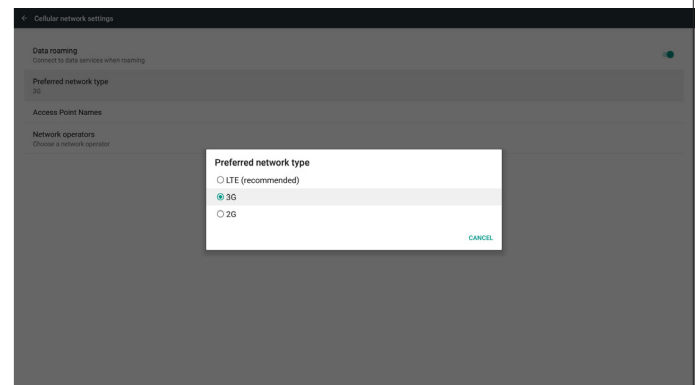 Cellular network settings
Data roaming
Connect to data services when roaming
Preferred network type
3G
Access Point Names
Network operators
Choose a network operator
Preferred network type
LTE (recommended)
3G
2G
CANCEL